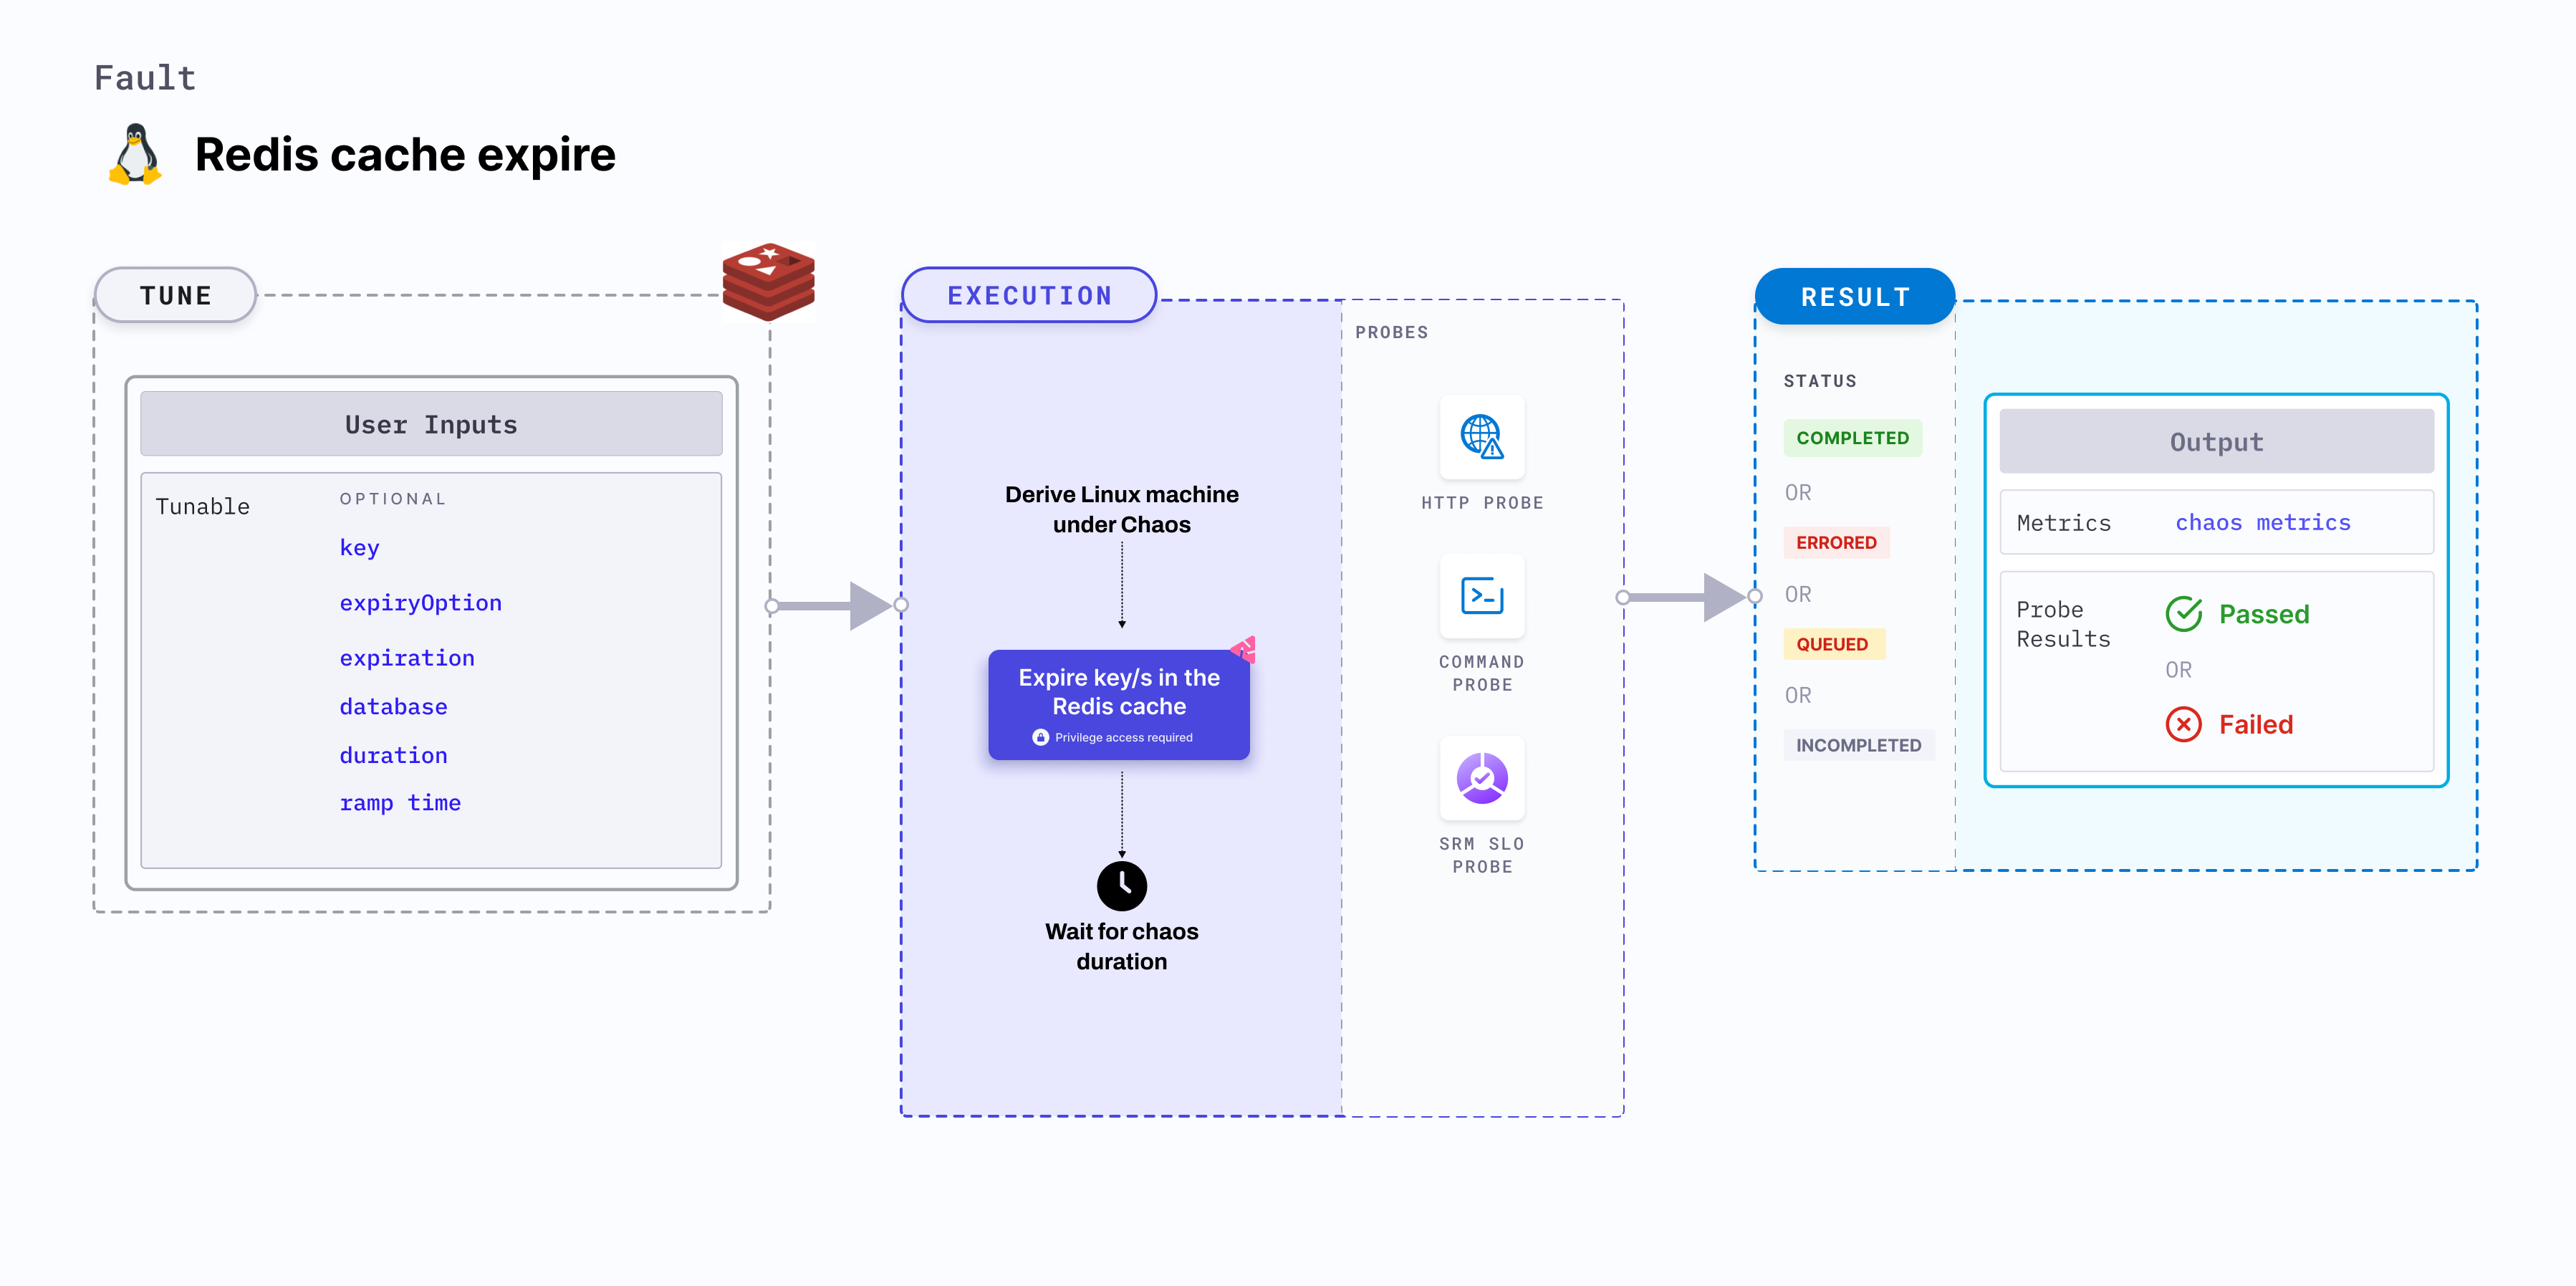 Fault
Redis cache expire
TUNE
User Inputs
Tunable
OPTIONAL
key
expiryOption
expiration
database
duration
ramp time
EXECUTION
Derive Linux machine
under Chaos
Expire key/s in the
Redis cache
Privilege access required
Wait for chaos
duration
PROBES
HTTP PROBE
COMMAND
PROBE
SRM SLO
PROBE
RESULT
STATUS
COMPLETED
OR
ERRORED
OR
QUEUED
OR
INCOMPLETED
Output
Metrics
chaos metrics
Probe
Results
Passed
OR
Failed